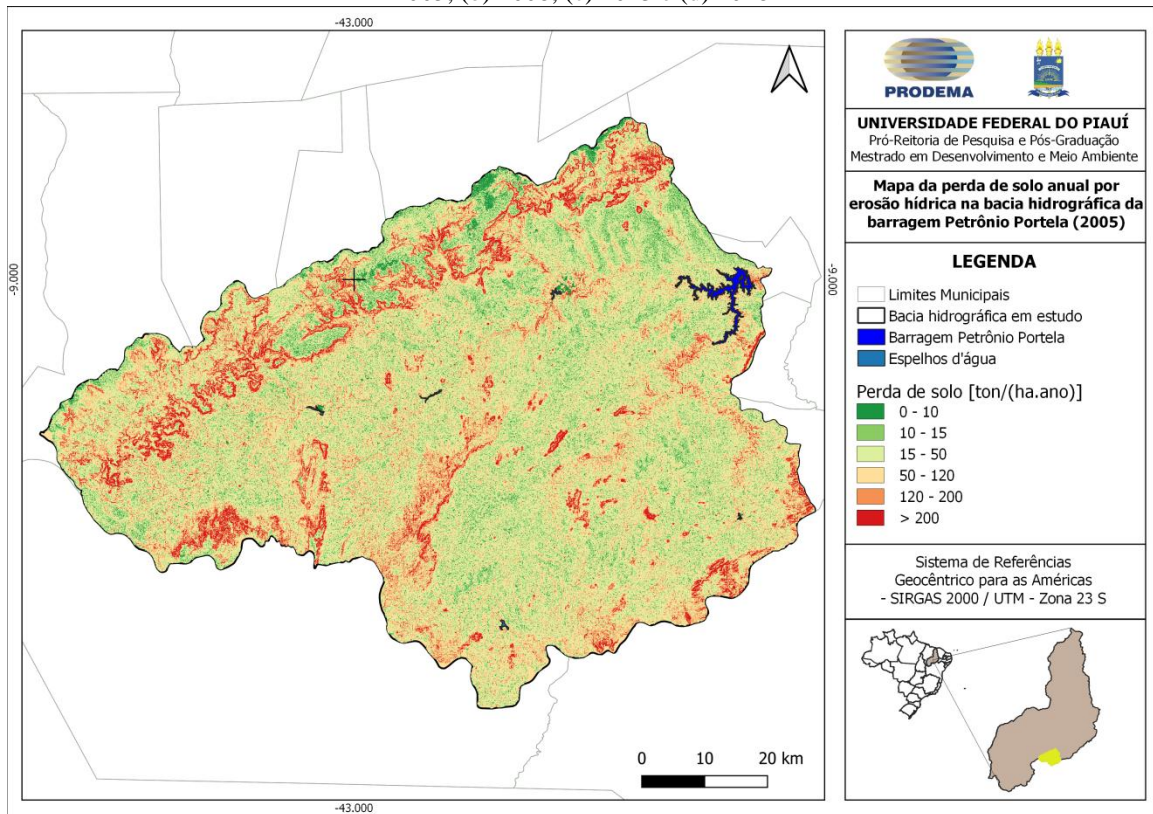 -43.000
-9.000
-9.000
0 10 20 km
-43.000
PRODEMA
UNIVERSIDADE FEDERAL DO PIAUÍ
Pró-Reitoria de Pesquisa e Pós-Graduação
Mestrado em Desenvolvimento e Meio Ambiente
Mapa da perda de solo anual por
erosão hídrica na bacia hidrográfica da
barragem Petrônio Portela (2005)
LEGENDA
Limites Municipais
Bacia hidrográfica em estudo
Barragem Petrônio Portela
Espelhos d'água
Perda de solo [ton/(ha.ano)]
0 - 10
10 - 15
15 - 50
50 - 120
120 - 200
> 200
Sistema de Referências
Geocêntrico para as Américas
- SIRGAS 2000 / UTM - Zona 23 S